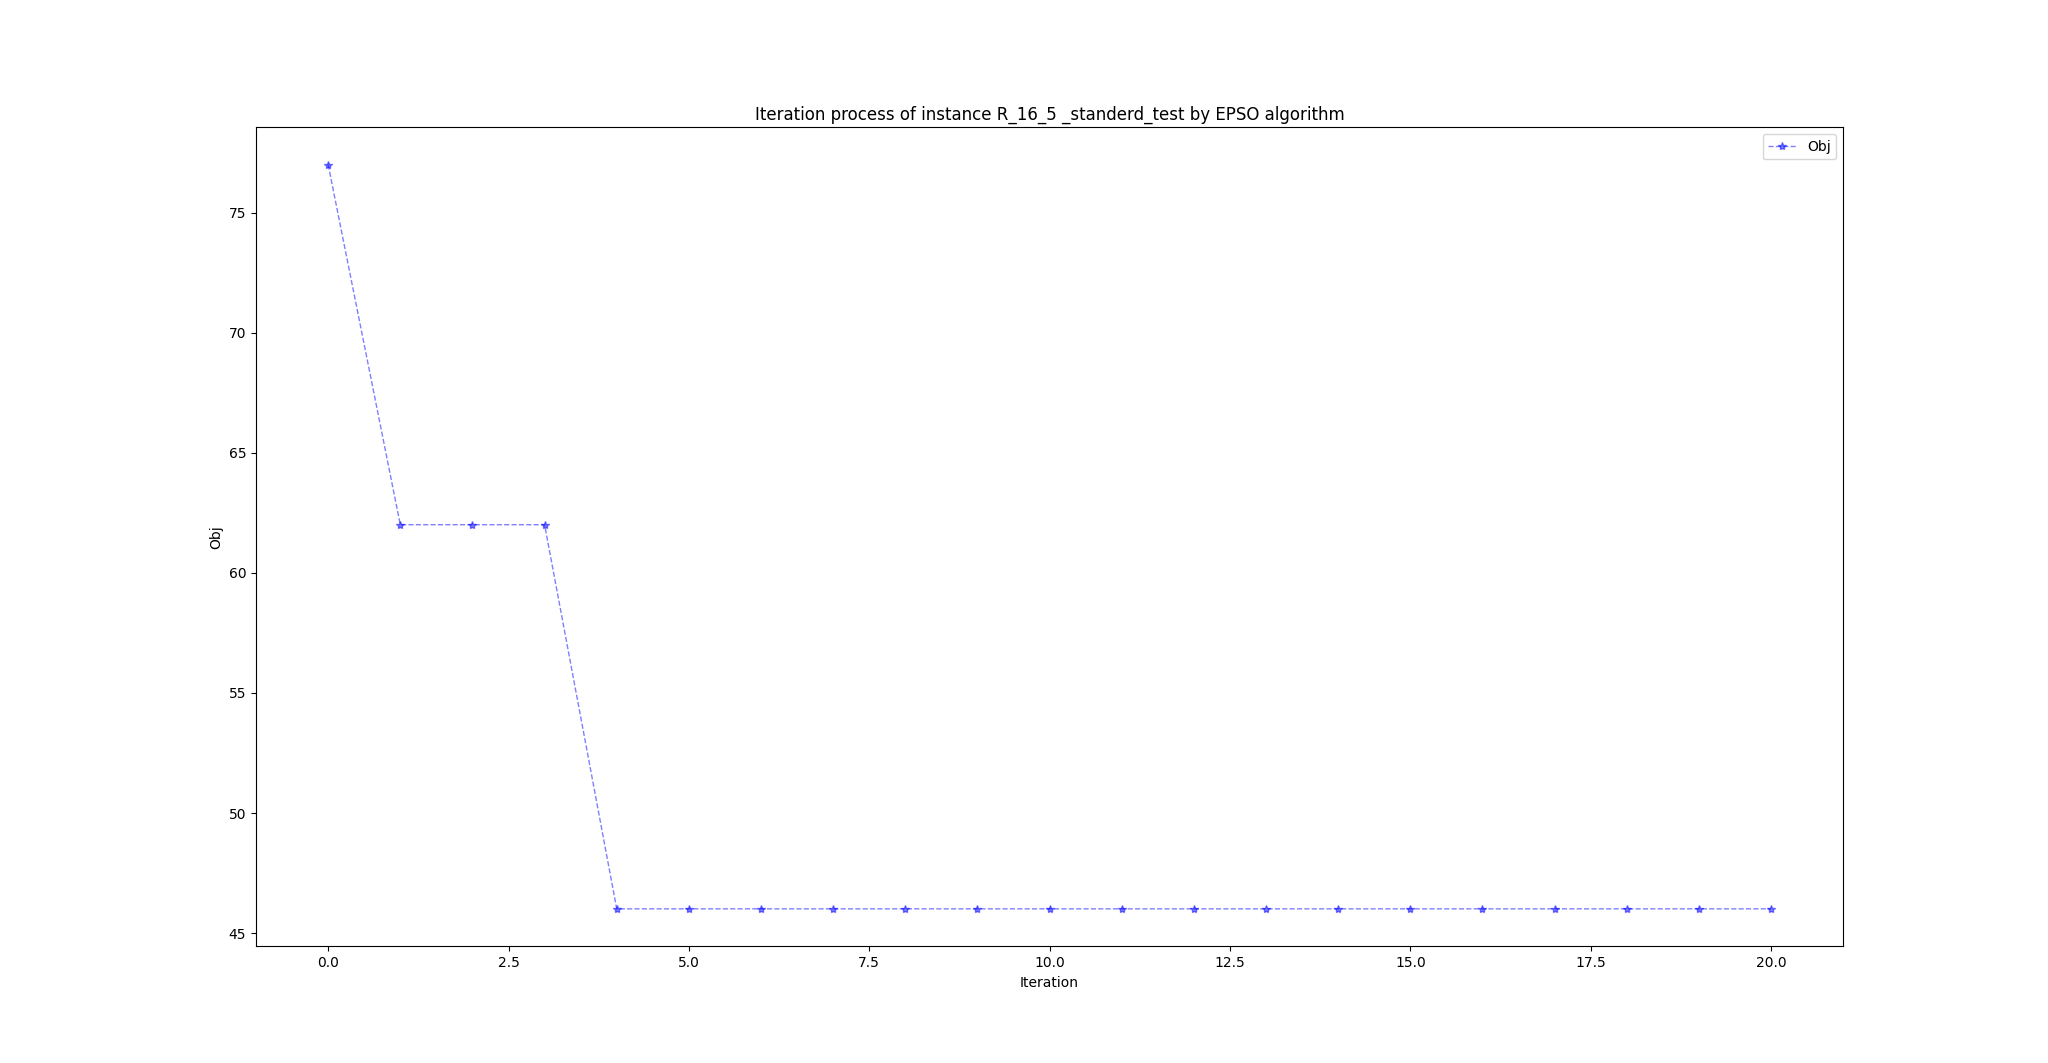 Iteration process of instance R_16_5 _standerd_test by EPSO algorithm
Obj
75
70
65
60
55
50
45
Obj
0.0 2.5 5.0 7.5 10.0 12.5 15.0 17.5 20.0
Iteration